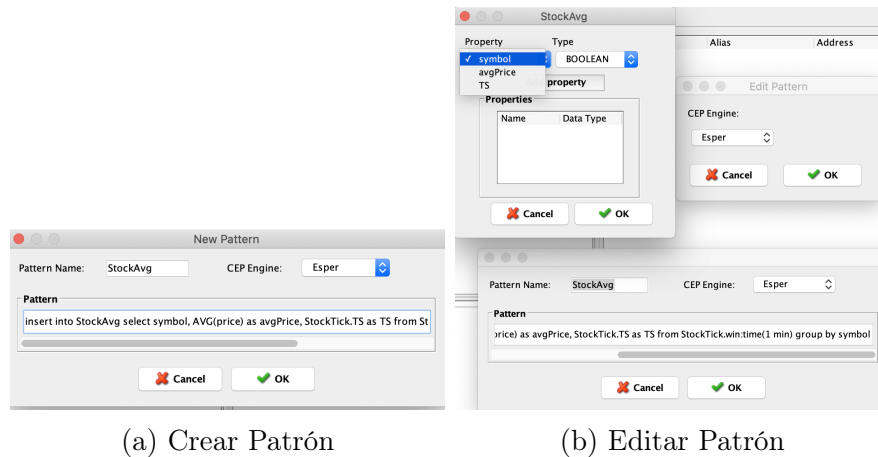 New Pattern
Pattern Name: StockAvg CEP Engine: Esper
Pattern
insert into StockAvg select symbol, AVG(price) as avgPrice, StockTick.TS as TS from St
Cancel OK
(a) Crear Patrón
StockAvg
Property Type
✓ symbol BOOLEAN
avgPrice
TS
property
Properties
Name Data Type
Cancel OK
Alias Address
Edit Pattern
CEP Engine:
Esper
Cancel OK
Pattern Name: StockAvg CEP Engine: Esper
Pattern
price) as avgPrice, StockTick.TS as TS from StockTick.win:time(1 min) group by symbol
Cancel OK
(b) Editar Patrón